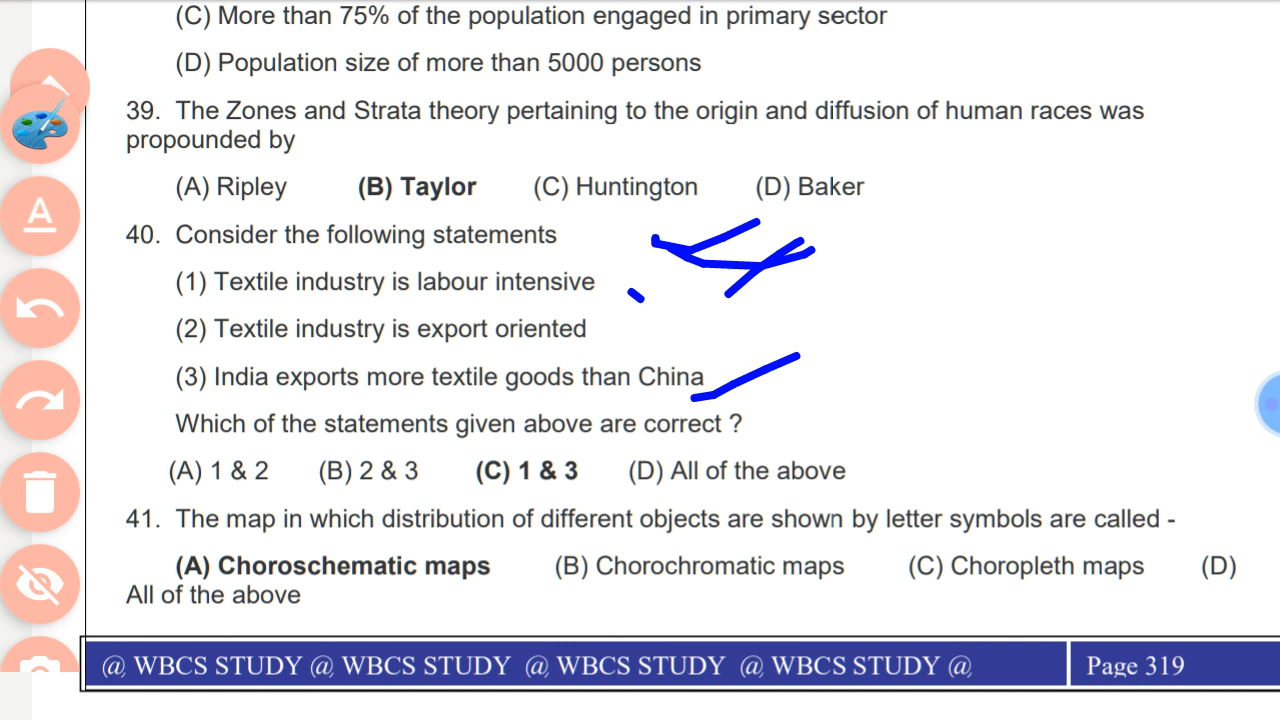 (C) More than 75% of the population engaged in primary sector
(D) Population size of more than 5000 persons
39. The Zones and Strata theory pertaining to the origin and diffusion of human races was
propounded by
(A) Ripley (B) Taylor (C) Huntington (D) Baker
40. Consider the following statements
(1) Textile industry is labour intensive
(2) Textile industry is export oriented
(3) India exports more textile goods than China
Which of the statements given above are correct ?
(A) 1 & 2 (B) 2 & 3 (C) 1 & 3 (D) All of the above
41. The map in which distribution of different objects are shown by letter symbols are called -
(A) Choroschematic maps (B) Chorochromatic maps (C) Choropleth maps (D)
All of the above
@ WBCS STUDY @ WBCS STUDY @ WBCS STUDY @ WBCS STUDY @ Page 319
A